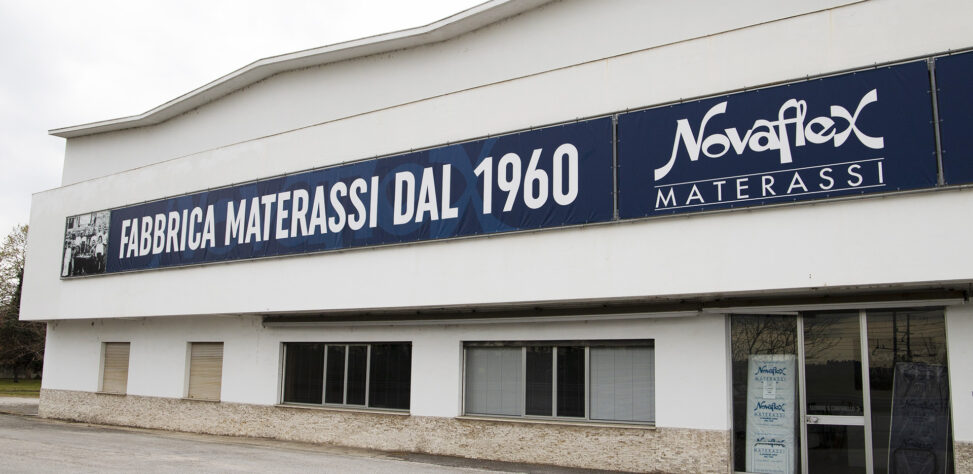 FABBRICA MATERASSI DAL 1960
Novaflex
MATERASSI
Novaflex
MATERASSI
Novaflex
MATERASSI
Novaflex
MATERASSI